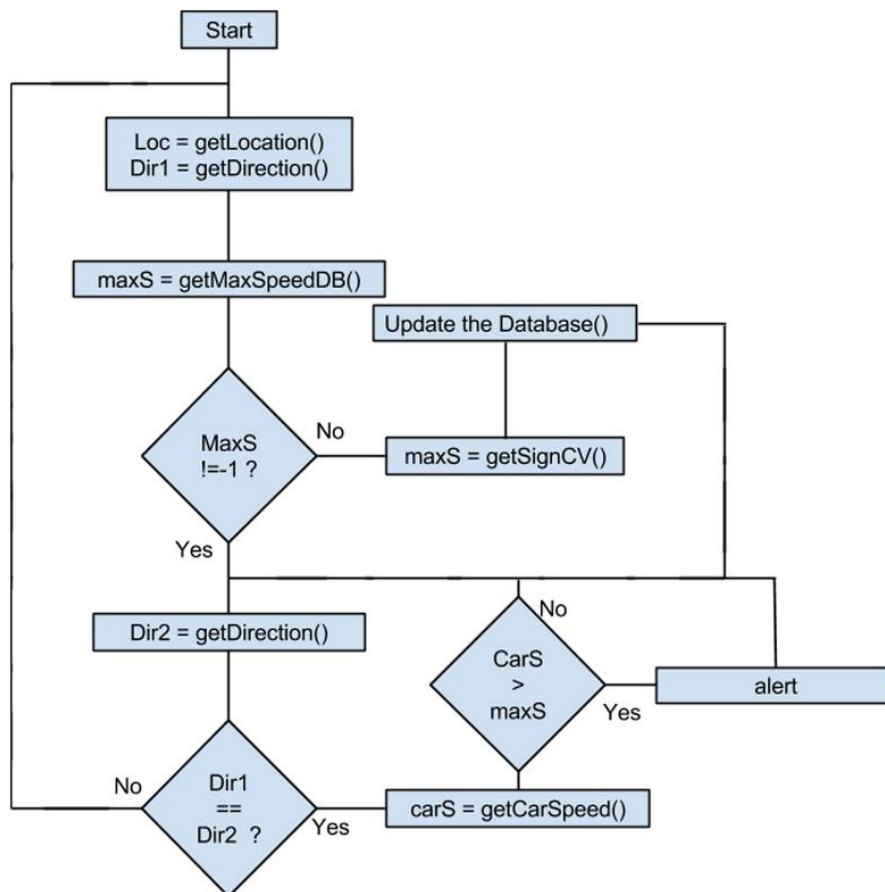 Start
Loc = getLocation()
Dir1 = getDirection()
maxS = getMaxSpeedDB()
Update the Database()
MaxS
!=-1 ?
No
maxS = getSignCV()
Yes
Dir2 = getDirection()
No
CarS
>
maxS
Yes
alert
No
Dir1
==
Dir2 ?
Yes
carS = getCarSpeed()